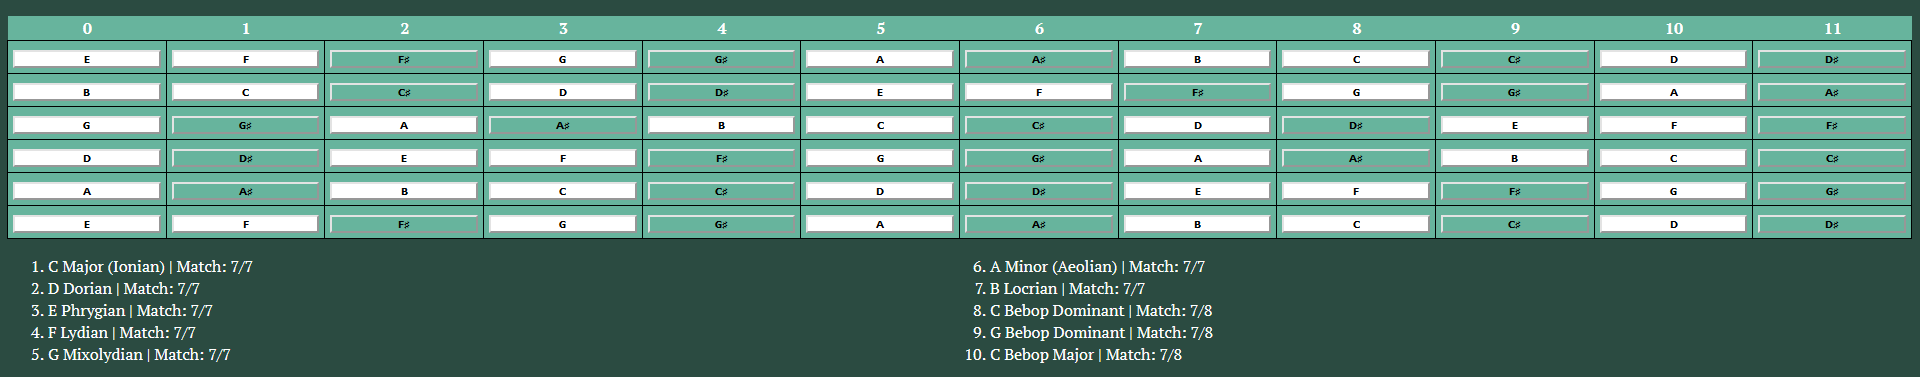 0 1 2 3 4 5 6 7 8 9 10 11
E F F♯ G G♯ A A♯ B C C♯ D D♯
B C C♯ D D♯ E F F♯ G G♯ A A♯
G G♯ A A♯ B C C♯ D D♯ E F F♯
D D♯ E F F♯ G G♯ A A♯ B C C♯
A A♯ B C C♯ D D♯ E F F♯ G G♯
E F F♯ G G♯ A A♯ B C C♯ D D♯
1. C Major (Ionian) | Match: 7/7
2. D Dorian | Match: 7/7
3. E Phrygian | Match: 7/7
4. F Lydian | Match: 7/7
5. G Mixolydian | Match: 7/7
6. A Minor (Aeolian) | Match: 7/7
7. B Locrian | Match: 7/7
8. C Bebop Dominant | Match: 7/8
9. G Bebop Dominant | Match: 7/8
10. C Bebop Major | Match: 7/8